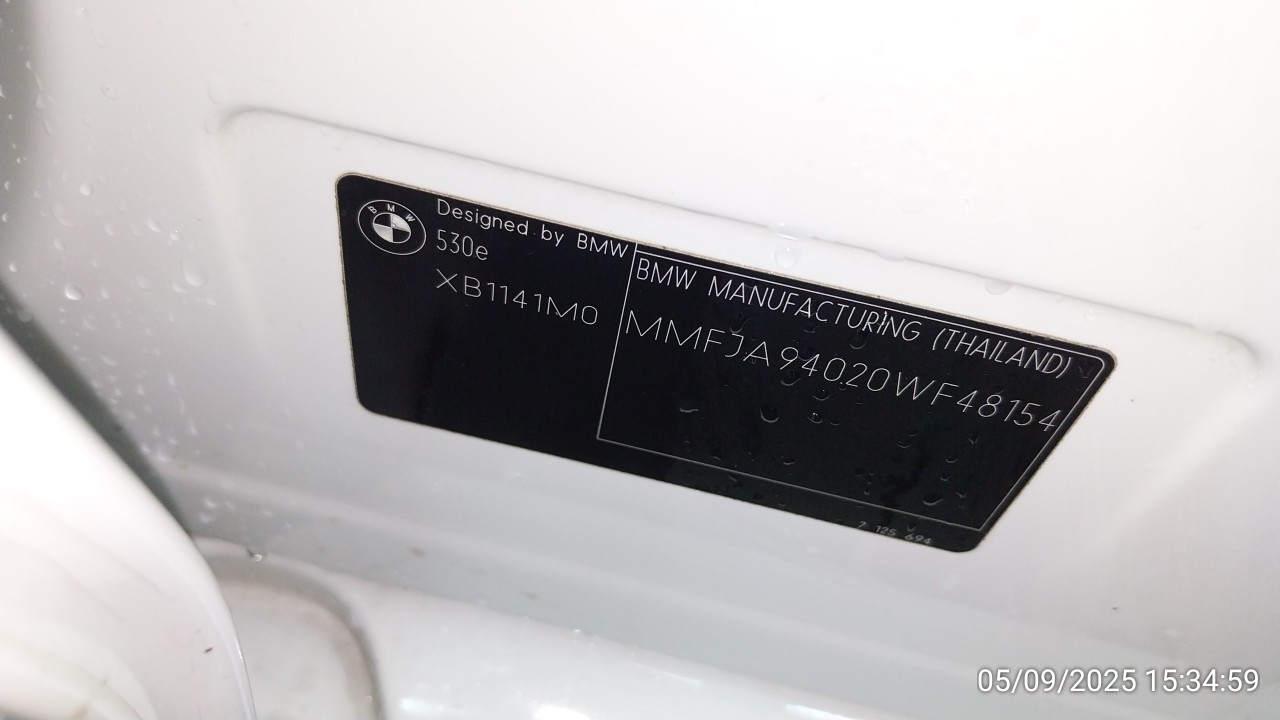 BMW
Designed by BMW
530e
XB1141M0
BMW MANUFACTURING (THAILAND)
MMFJA94020WF48154
7 125 694
05/09/2025 15:34:59